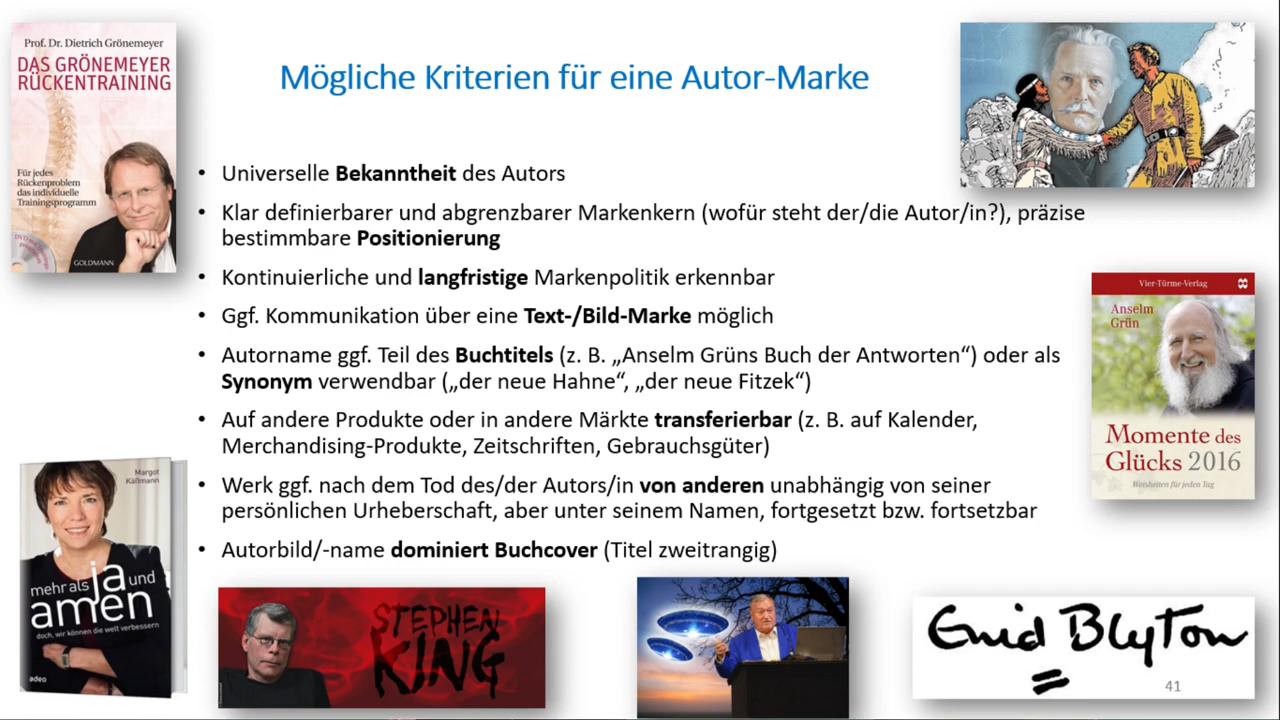 Prof. Dr. Dietrich Grönemeyer
DAS GRÖNEMEYER
RÜCKENTRAINING
Für jedes
Rückenproblem
das individuelle
Trainingsprogramm
GOLDMANN
Mögliche Kriterien für eine Autor-Marke
• Universelle Bekanntheit des Autors
• Klar definierbarer und abgrenzbarer Markenkern (wofür steht der/die Autor/in?), präzise
bestimmbare Positionierung
• Kontinuierliche und langfristige Markenpolitik erkennbar
• Ggf. Kommunikation über eine Text-/Bild-Marke möglich
• Autorname ggf. Teil des Buchtitels (z. B. „Anselm Grüns Buch der Antworten“) oder als
Synonym verwendbar („der neue Hahne“, „der neue Fitzek“)
• Auf andere Produkte oder in andere Märkte transferierbar (z. B. auf Kalender,
Merchandising-Produkte, Zeitschriften, Gebrauchsgüter)
• Werk ggf. nach dem Tod des/der Autors/in von anderen unabhängig von seiner
persönlichen Urheberschaft, aber unter seinem Namen, fortgesetzt bzw. fortsetzbar
• Autorbild/-name dominiert Buchcover (Titel zweitrangig)
Vier-Türme-Verlag
Anselm
Grün
Momente des
Glücks 2016
Weisheiten für jeden Tag
Margot
Käßmann
mehr als ja und
amen
doch, wir können die welt verbessern
adeo
STEPHEN
KING
Enid Blyton
41